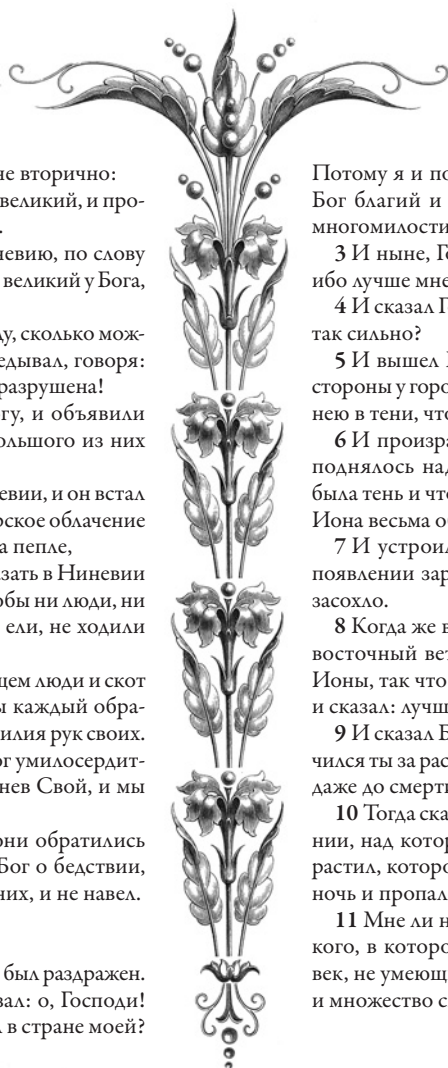 не вторично:
великий, и про-
.
невию, по слову
великий у Бога,
ду, сколько мож-
едывал, говоря:
разрушена!
гу, и объявили
ольшого из них
евии, и он встал
рское облачение
а пепле,
зать в Ниневии
обы ни люди, ни
ели, не ходили
щем люди и скот
ы каждый обра-
илия рук своих.
ог умилосердит-
нев Свой, и мы
они обратились
Бог о бедствии,
них, и не навел.
был раздражен.
зал: о, Господи!
л в стране моей?
Потому я и по
Бог благий и
многомилости
3 И ныне, Го
ибо лучше мне
4 И сказал Г
так сильно?
5 И вышел
стороны у горо
нею в тени, что
6 И произра
поднялось над
была тень и что
Иона весьма о
7 И устроил
появлении зар
засохло.
8 Когда же в
восточный вет
Ионы, так что
и сказал: лучш
9 И сказал Б
чился ты за рас
даже до смерти
10 Тогда ска
нии, над котор
растил, которо
ночь и пропал
11 Мне ли н
кого, в которо
век, не умеющ
и множество с